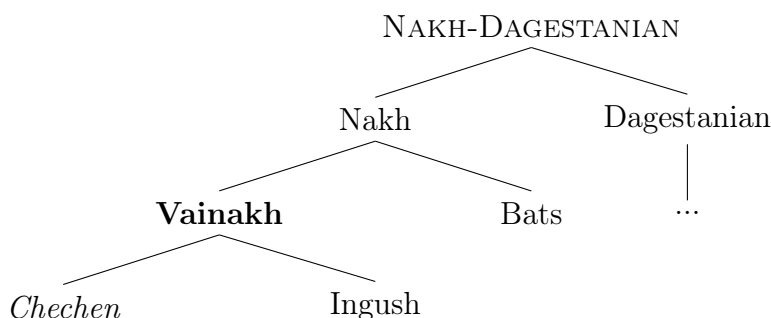 NAKH-DAGESTANIAN
Nakh Dagestanian
Vainakh Bats ...
Chechen Ingush